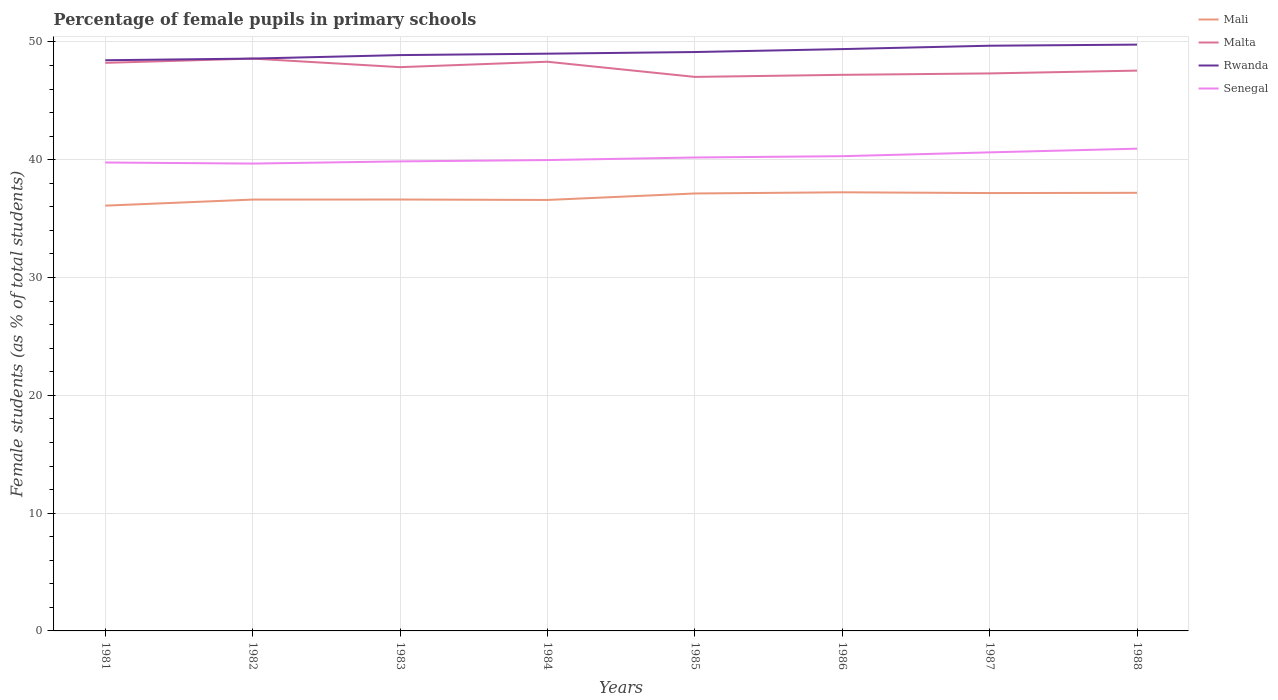 Percentage of female pupils in primary schools
Mali
Malta
Rwanda
Senegal
Female students (as % of total students)
50
40
30
20
10
0
1981
1982
1983
1984
1985
1986
1987
1988
Years